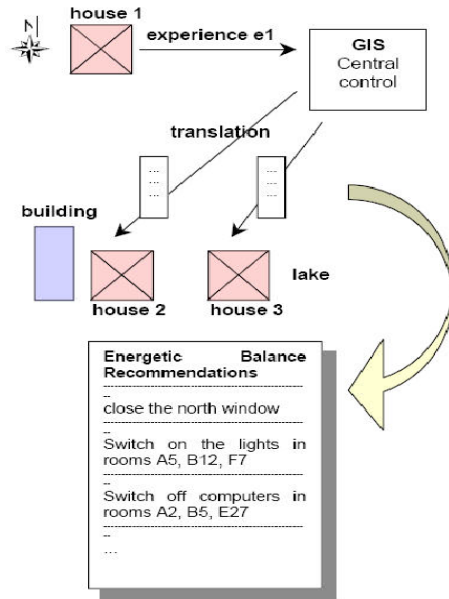 N
house 1
experience e1
GIS
Central
control
translation
...
...
...
...
...
...
building
house 2
house 3
lake
Energetic Balance
Recommendations
--------------------------------------------
--
close the north window
--------------------------------------------
--
Switch on the lights in
rooms A5, B12, F7
--------------------------------------------
--
Switch off computers in
rooms A2, B5, E27
--------------------------------------------
--
...